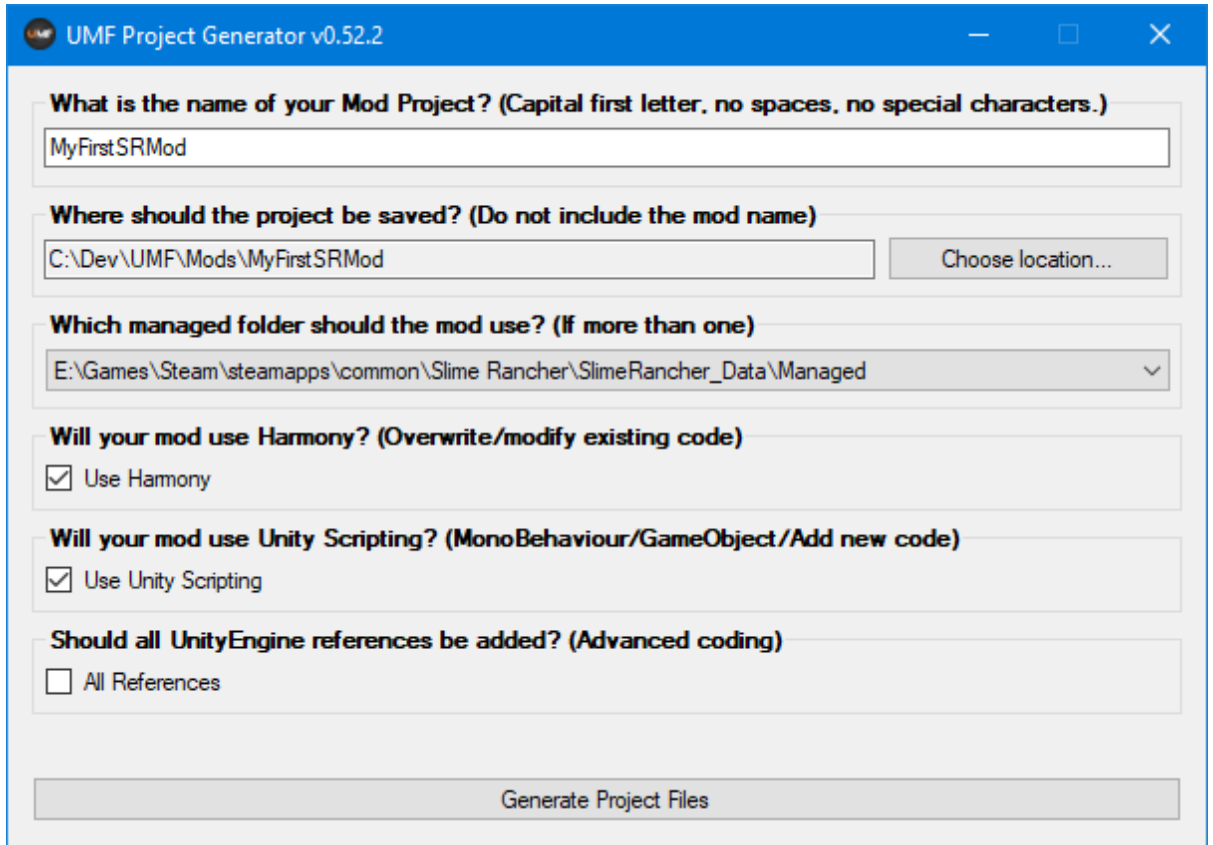 UMF UMF Project Generator v0.52.2
What is the name of your Mod Project? (Capital first letter, no spaces, no special characters.)
MyFirstSRMod
Where should the project be saved? (Do not include the mod name)
C:\Dev\UMF\Mods\MyFirstSRMod Choose location...
Which managed folder should the mod use? (If more than one)
E:\Games\Steam\steamapps\common\Slime Rancher\SlimeRancher_Data\Managed
Will your mod use Harmony? (Overwrite/modify existing code)
Use Harmony
Will your mod use Unity Scripting? (MonoBehaviour/GameObject/Add new code)
Use Unity Scripting
Should all UnityEngine references be added? (Advanced coding)
All References
Generate Project Files